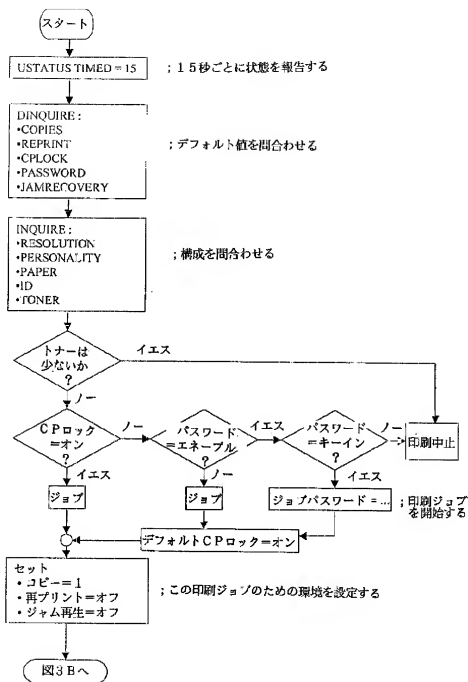 スタート
USTATUS TIMED = 15
;15秒ごとに状態を報告する
DINQUIRE:
•COPIES
•REPRINT
•CPLOCK
•PASSWORD
•JAMRECOVERY
;デフォルト値を問合わせる
INQUIRE:
•RESOLUTION
•PERSONALITY
•PAPER
•ID
•TONER
;構成を問合わせる
トナーは
少ないか
?
イエス
ノー
CPロック
=オン
?
ノー
パスワード
=エネーブル
?
イエス
パスワード
=キーイン
?
ノー
印刷中止
イエス
ノー
イエス
ジョブ
ジョブ
ジョブパスワード=...
;印刷ジョブ
を開始する
デフォルトCPロック=オン
セット
・コピー=1
・再プリント=オフ
・ジャム再生=オフ
;この印刷ジョブのための環境を設定する
図3Bへ